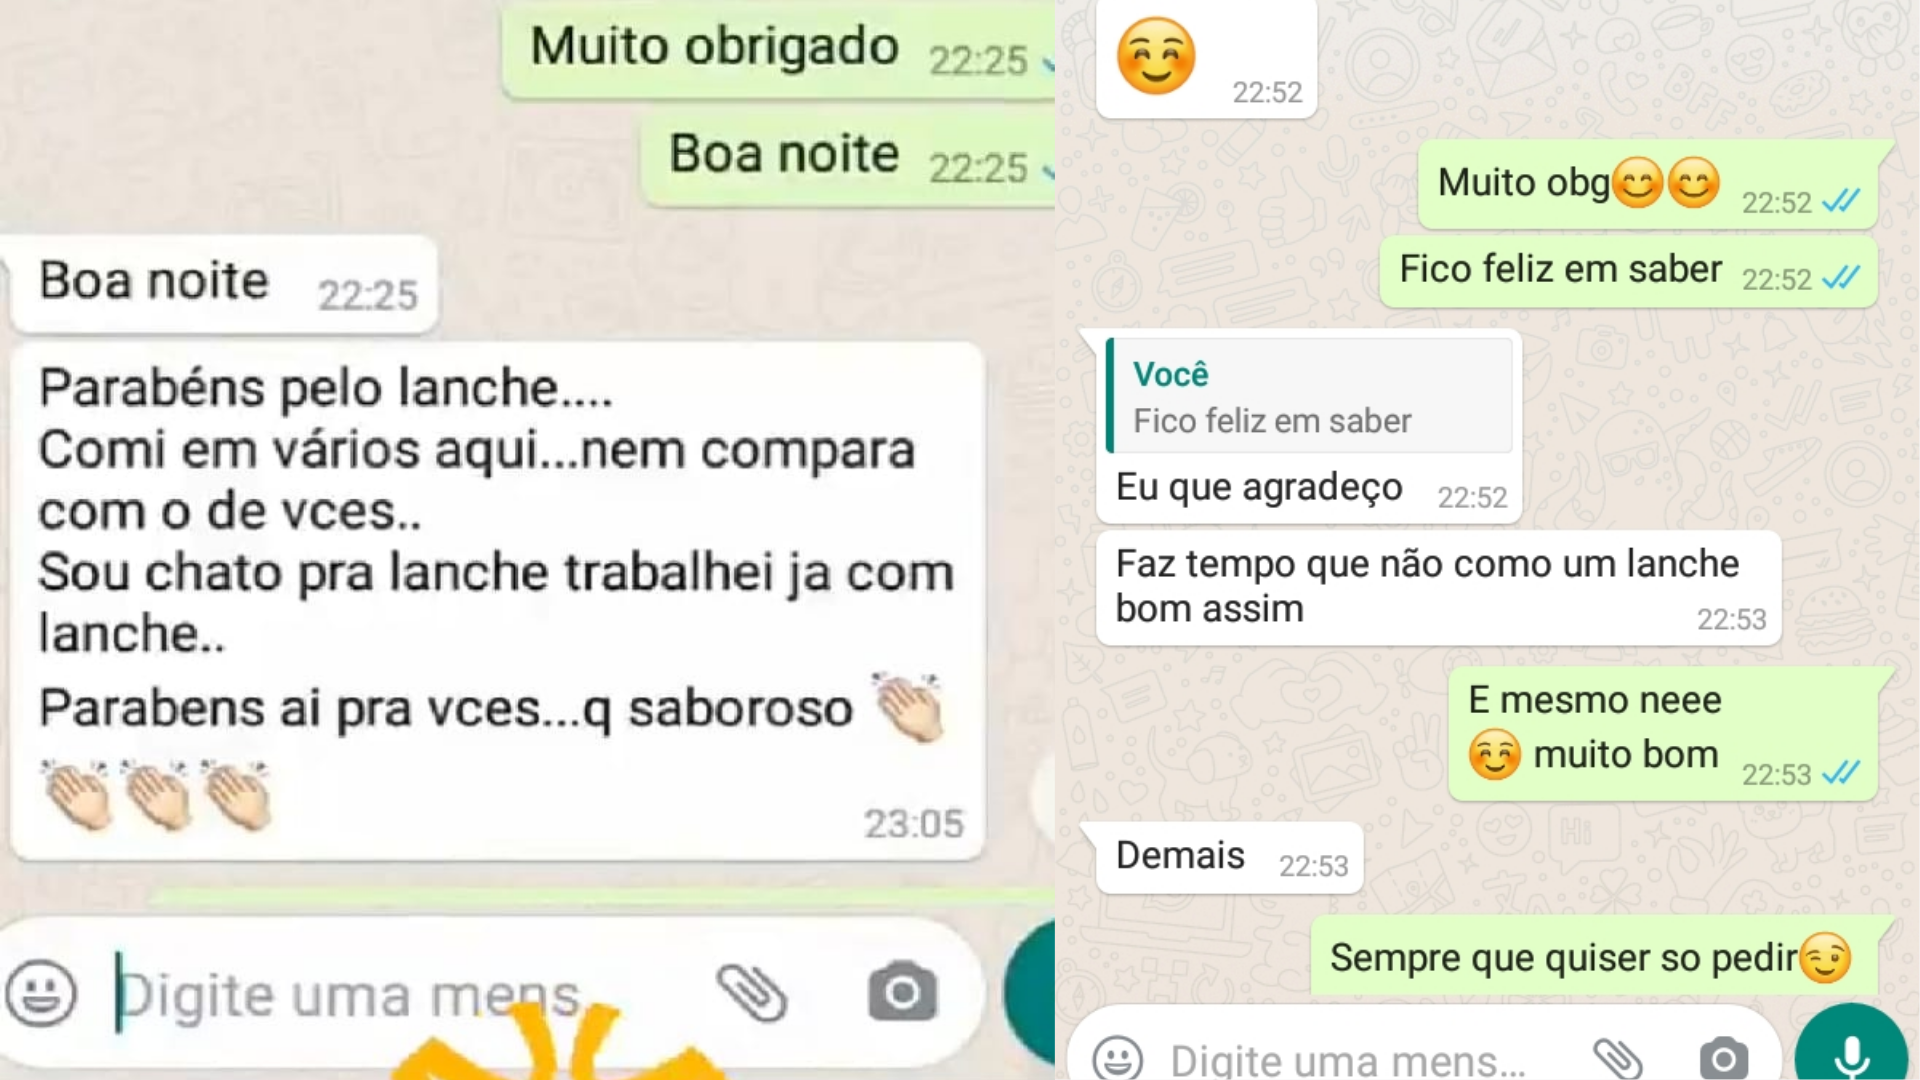 Muito obrigado 22:25
Boa noite 22:25
Boa noite 22:25
Parabéns pelo lanche....
Comi em vários aqui...nem compara
com o de vces..
Sou chato pra lanche trabalhei ja com
lanche..
Parabens ai pra vces...q saboroso 👏🏻
👏🏻👏🏻👏🏻
23:05
Digite uma mens
☺️ 22:52
Muito obg😊😊 22:52
Fico feliz em saber 22:52
Você
Fico feliz em saber
Eu que agradeço 22:52
Faz tempo que não como um lanche
bom assim 22:53
E mesmo neee
☺️ muito bom 22:53
Demais 22:53
Sempre que quiser so pedir😉
Digite uma mens...